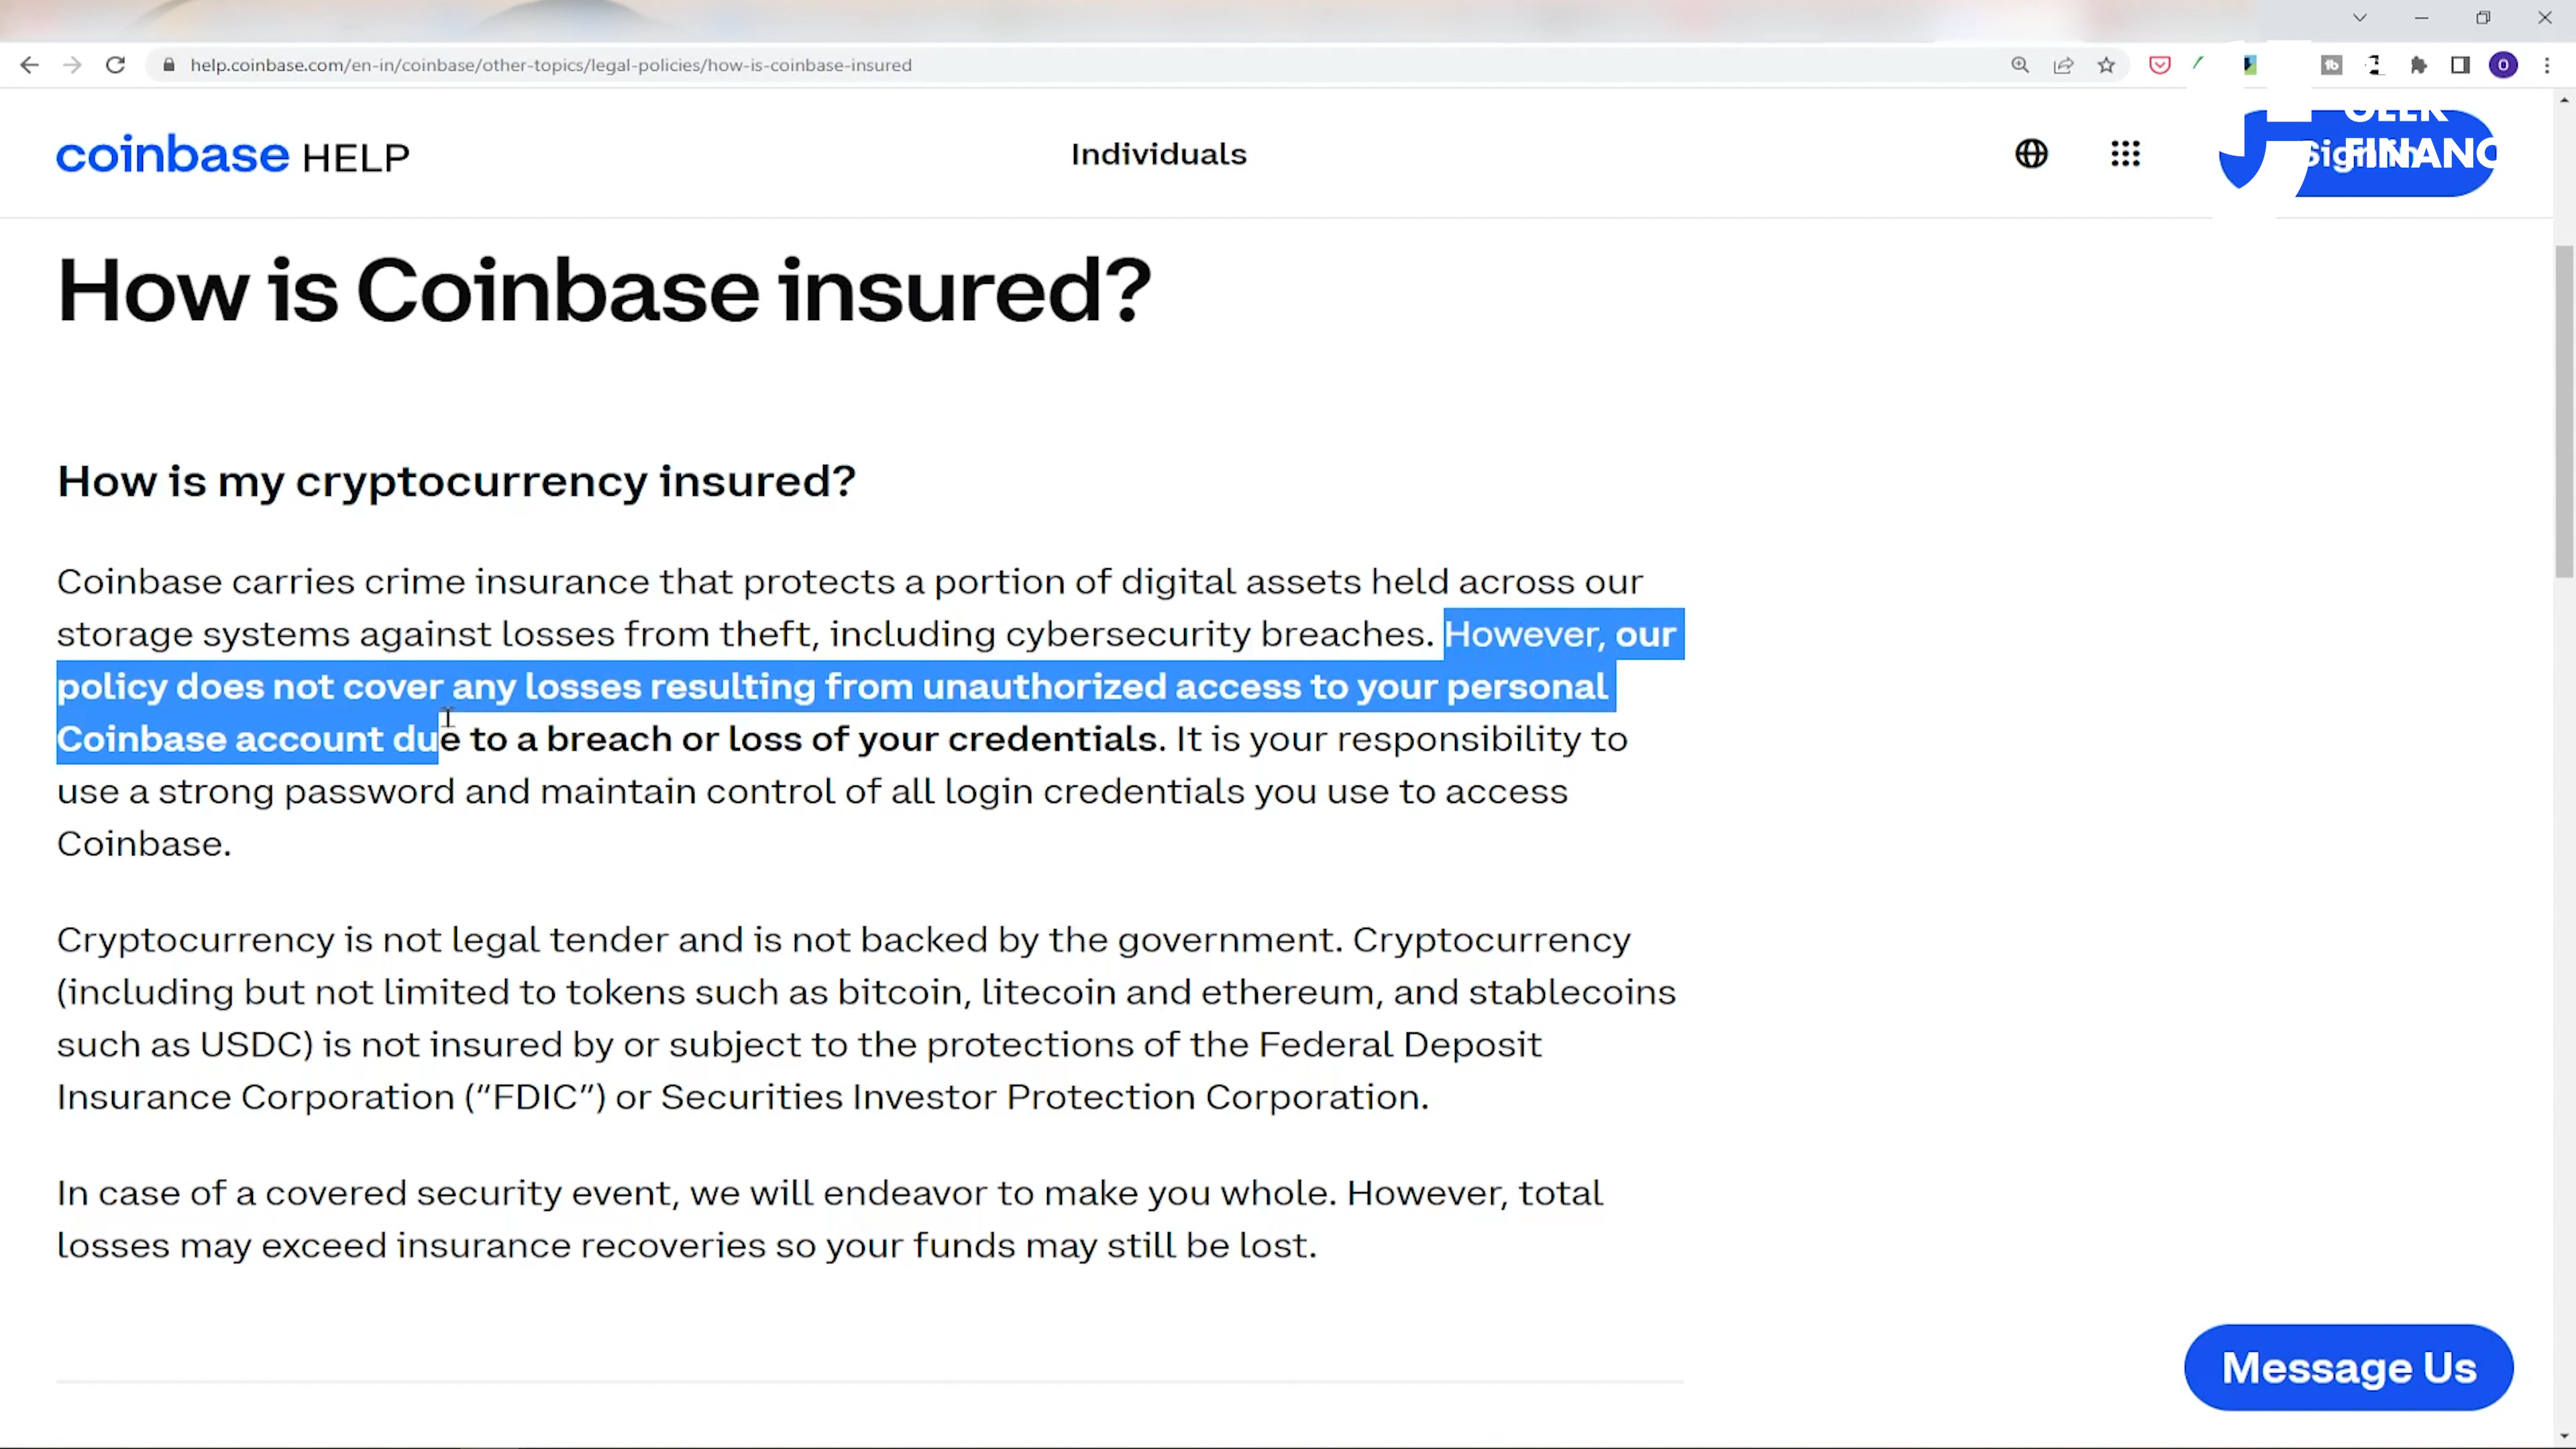 help.coinbase.com/en-in/coinbase/other-topics/legal-policies/how-is-coinbase-insured
coinbase HELP
Individuals
Sign in
FINANC
How is Coinbase insured?
How is my cryptocurrency insured?
Coinbase carries crime insurance that protects a portion of digital assets held across our
storage systems against losses from theft, including cybersecurity breaches. However, our
policy does not cover any losses resulting from unauthorized access to your personal
Coinbase account due to a breach or loss of your credentials. It is your responsibility to
use a strong password and maintain control of all login credentials you use to access
Coinbase.
Cryptocurrency is not legal tender and is not backed by the government. Cryptocurrency
(including but not limited to tokens such as bitcoin, litecoin and ethereum, and stablecoins
such as USDC) is not insured by or subject to the protections of the Federal Deposit
Insurance Corporation (“FDIC”) or Securities Investor Protection Corporation.
In case of a covered security event, we will endeavor to make you whole. However, total
losses may exceed insurance recoveries so your funds may still be lost.
Message Us